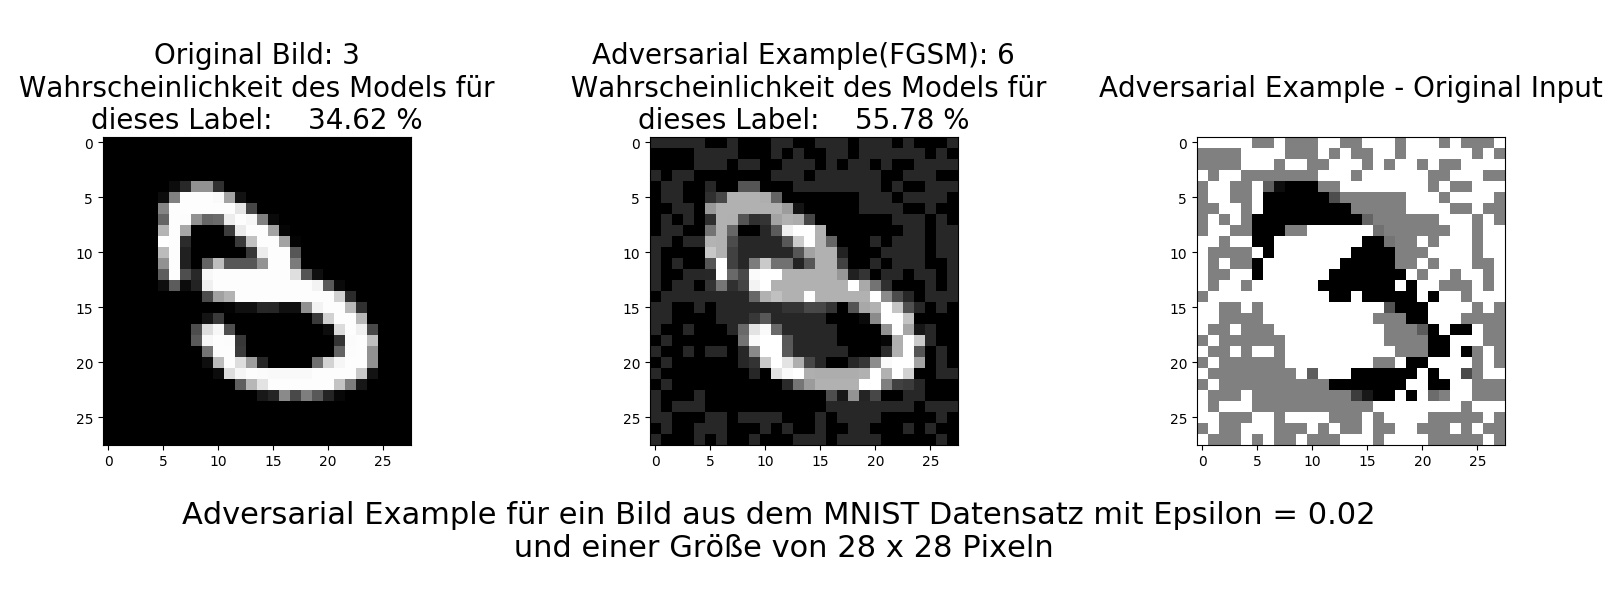 Original Bild: 3
Wahrscheinlichkeit des Models für
dieses Label: 34.62 %
0
5
10
15
20
25
0 5 10 15 20 25
Adversarial Example(FGSM): 6
Wahrscheinlichkeit des Models für
dieses Label: 55.78 %
0
5
10
15
20
25
0 5 10 15 20 25
Adversarial Example - Original Input
0
5
10
15
20
25
0 5 10 15 20 25
Adversarial Example für ein Bild aus dem MNIST Datensatz mit Epsilon = 0.02
und einer Größe von 28 x 28 Pixeln